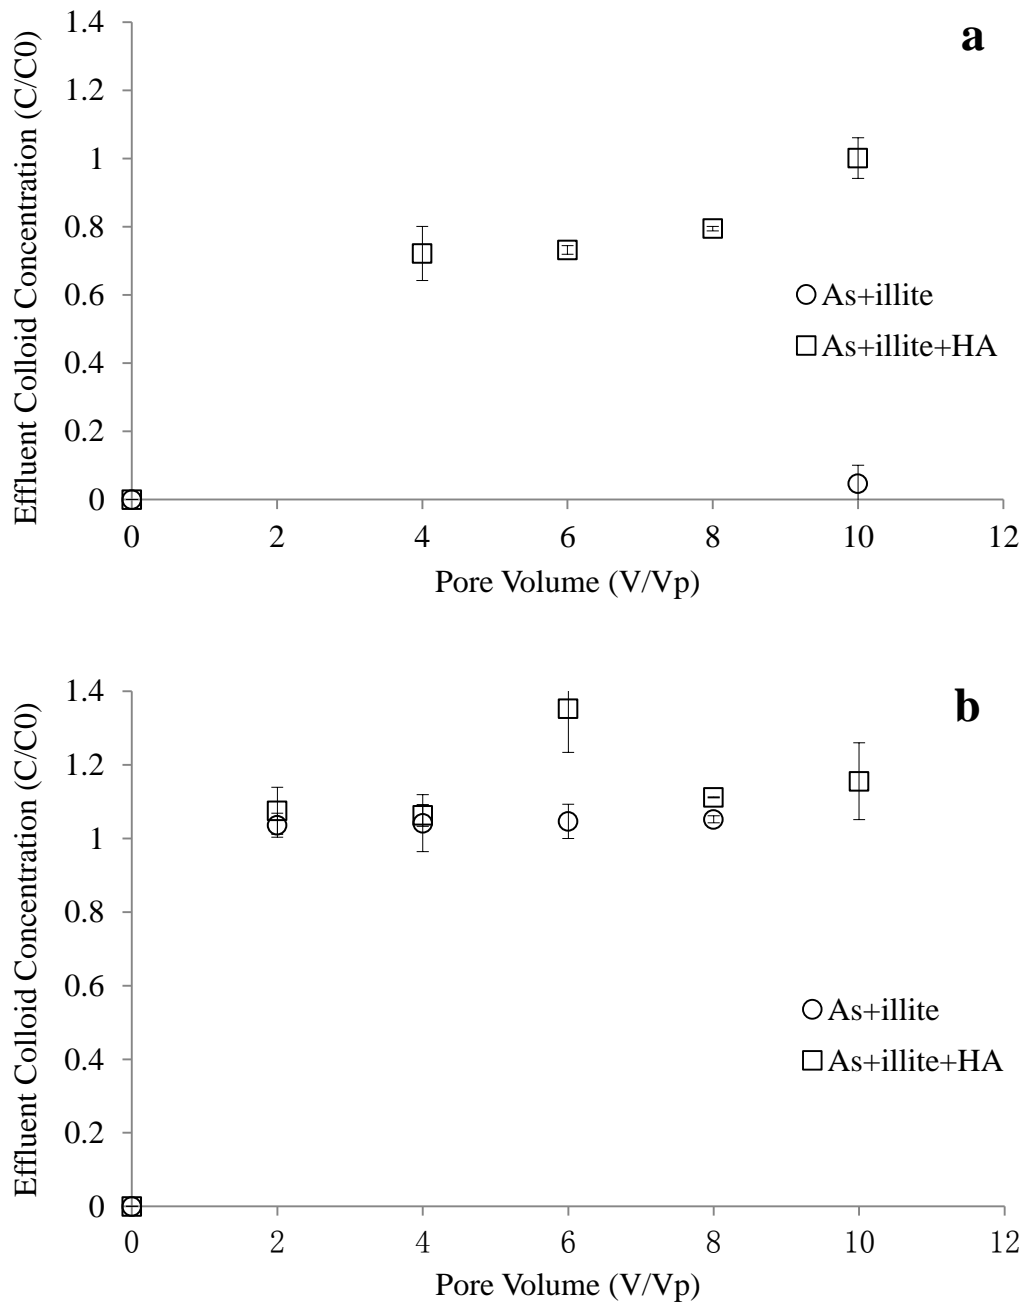 a
Effluent Colloid Concentration (C/C0)
1.4
1.2
1
0.8
0.6
0.4
0.2
0
As+illite
As+illite+HA
0 2 4 6 8 10 12
Pore Volume (V/Vp)
b
Effluent Colloid Concentration (C/C0)
1.4
1.2
1
0.8
0.6
0.4
0.2
0
As+illite
As+illite+HA
0 2 4 6 8 10 12
Pore Volume (V/Vp)